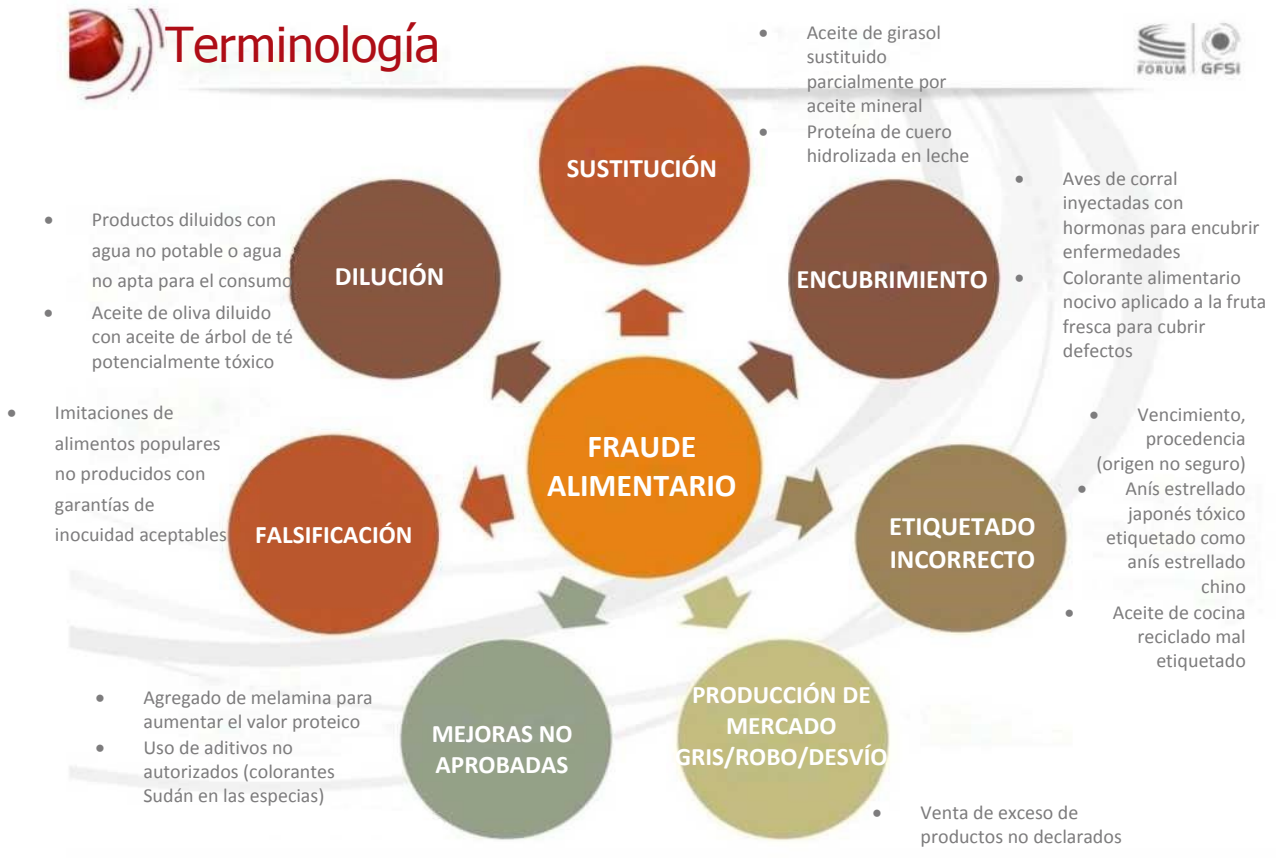 Terminología
FORUM
GFSI
Aceite de girasol
sustituido
parcialmente por
aceite mineral
Proteína de cuero
hidrolizada en leche
SUSTITUCIÓN
Aves de corral
inyectadas con
hormonas para encubrir
enfermedades
Colorante alimentario
nocivo aplicado a la fruta
fresca para cubrir
defectos
ENCUBRIMIENTO
Productos diluidos con
agua no potable o agua
no apta para el consumo
Aceite de oliva diluido
con aceite de árbol de té
potencialmente tóxico
DILUCIÓN
FRAUDE
ALIMENTARIO
Imitaciones de
alimentos populares
no producidos con
garantías de
inocuidad aceptables
FALSIFICACIÓN
Vencimiento,
procedencia
(origen no seguro)
Anís estrellado
japonés tóxico
etiquetado como
anís estrellado
chino
Aceite de cocina
reciclado mal
etiquetado
ETIQUETADO
INCORRECTO
Agregado de melamina para
aumentar el valor proteico
Uso de aditivos no
autorizados (colorantes
Sudán en las especias)
MEJORAS NO
APROBADAS
PRODUCCIÓN DE
MERCADO
GRIS/ROBO/DESVÍO
Venta de exceso de
productos no declarados